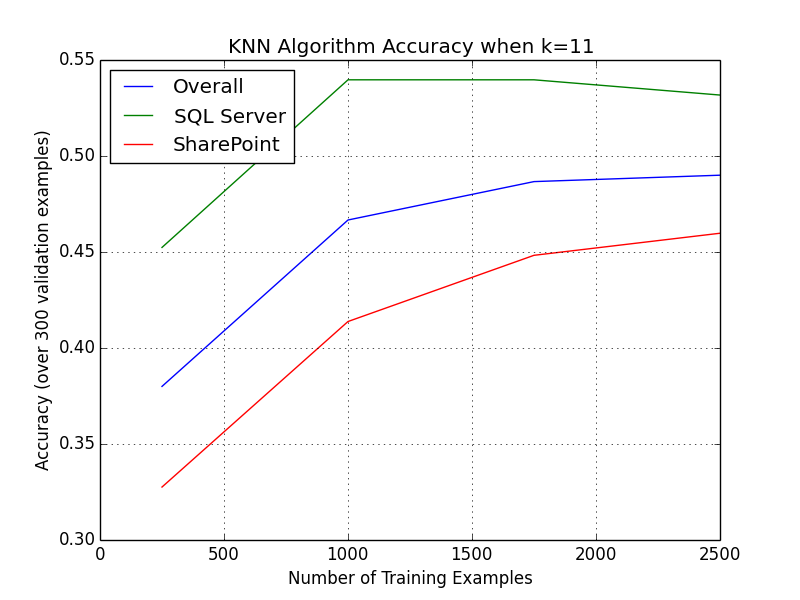 KNN Algorithm Accuracy when k=11
Overall
SQL Server
SharePoint
Accuracy (over 300 validation examples)
0.55
0.50
0.45
0.40
0.35
0.30
0 500 1000 1500 2000 2500
Number of Training Examples